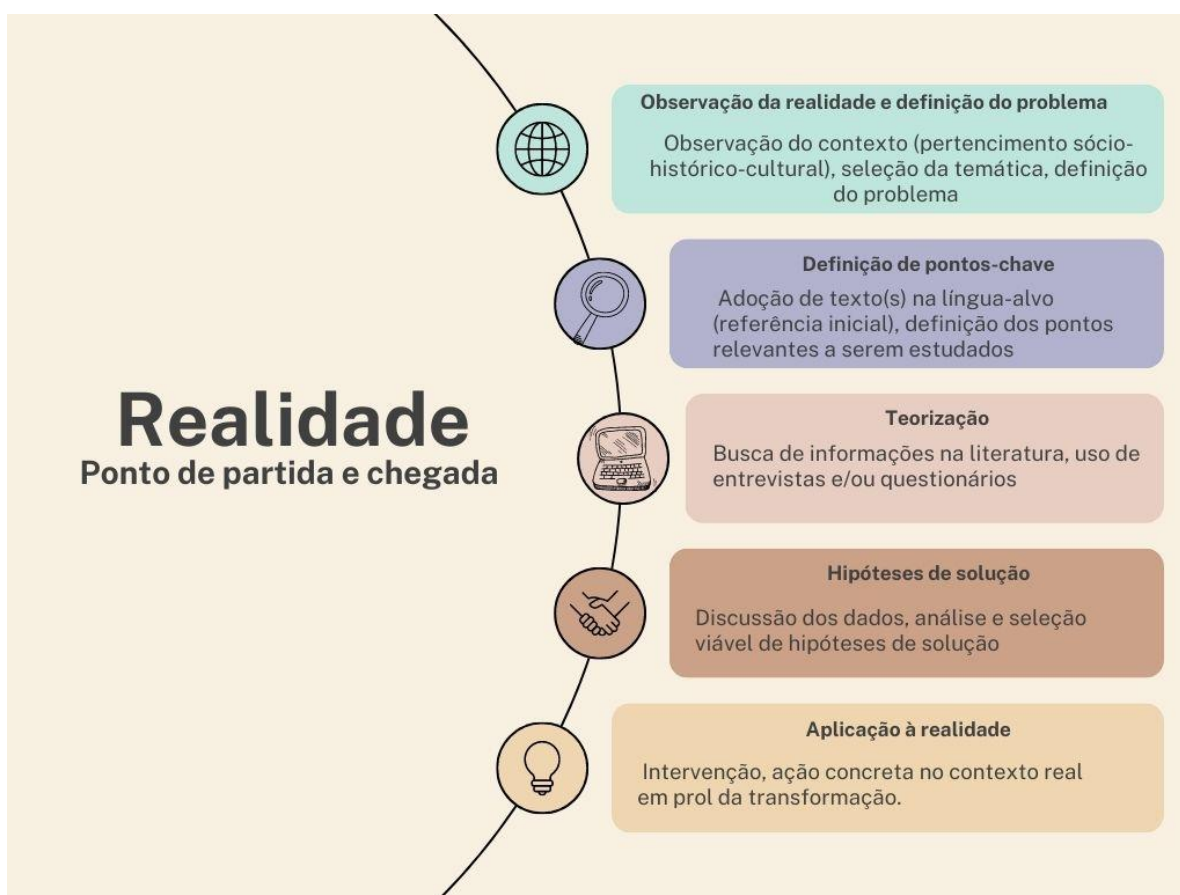 Realidade
Ponto de partida e chegada
Observação da realidade e definição do problema
Observação do contexto (pertencimento sócio-
histórico-cultural), seleção da temática, definição
do problema
Definição de pontos-chave
Adoção de texto(s) na língua-alvo
(referência inicial), definição dos pontos
relevantes a serem estudados
Teorização
Busca de informações na literatura, uso de
entrevistas e/ou questionários
Hipóteses de solução
Discussão dos dados, análise e seleção
viável de hipóteses de solução
Aplicação à realidade
Intervenção, ação concreta no contexto real
em prol da transformação.